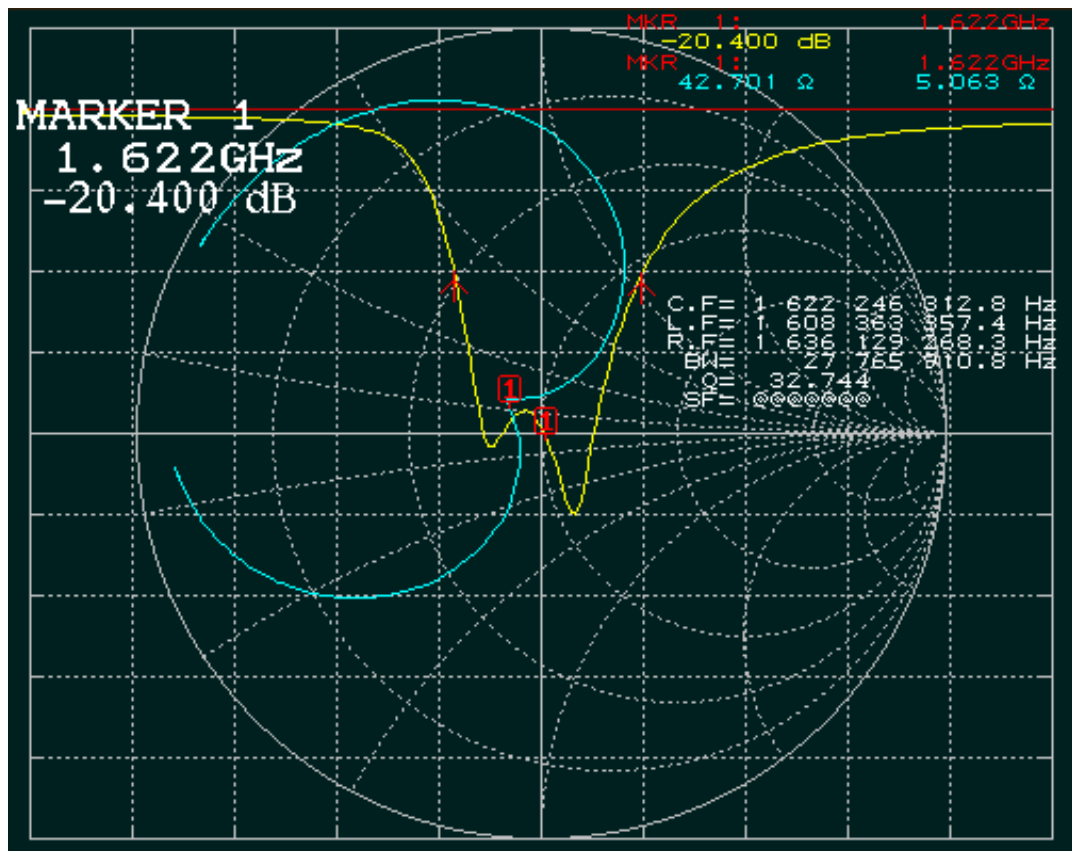 MKR 1: 1.622GHz
-20.400 dB
MKR 1: 1.622GHz
42.701 Ω 5.063 Ω
MARKER 1
1.622GHz
-20.400 dB
C.F= 1 622 246 312.8 Hz
L.F= 1 608 363 357.4 Hz
R.F= 1 636 129 268.3 Hz
BW= 27 765 910.8 Hz
Q= 32.744
SF= @@@@@@@
1
1